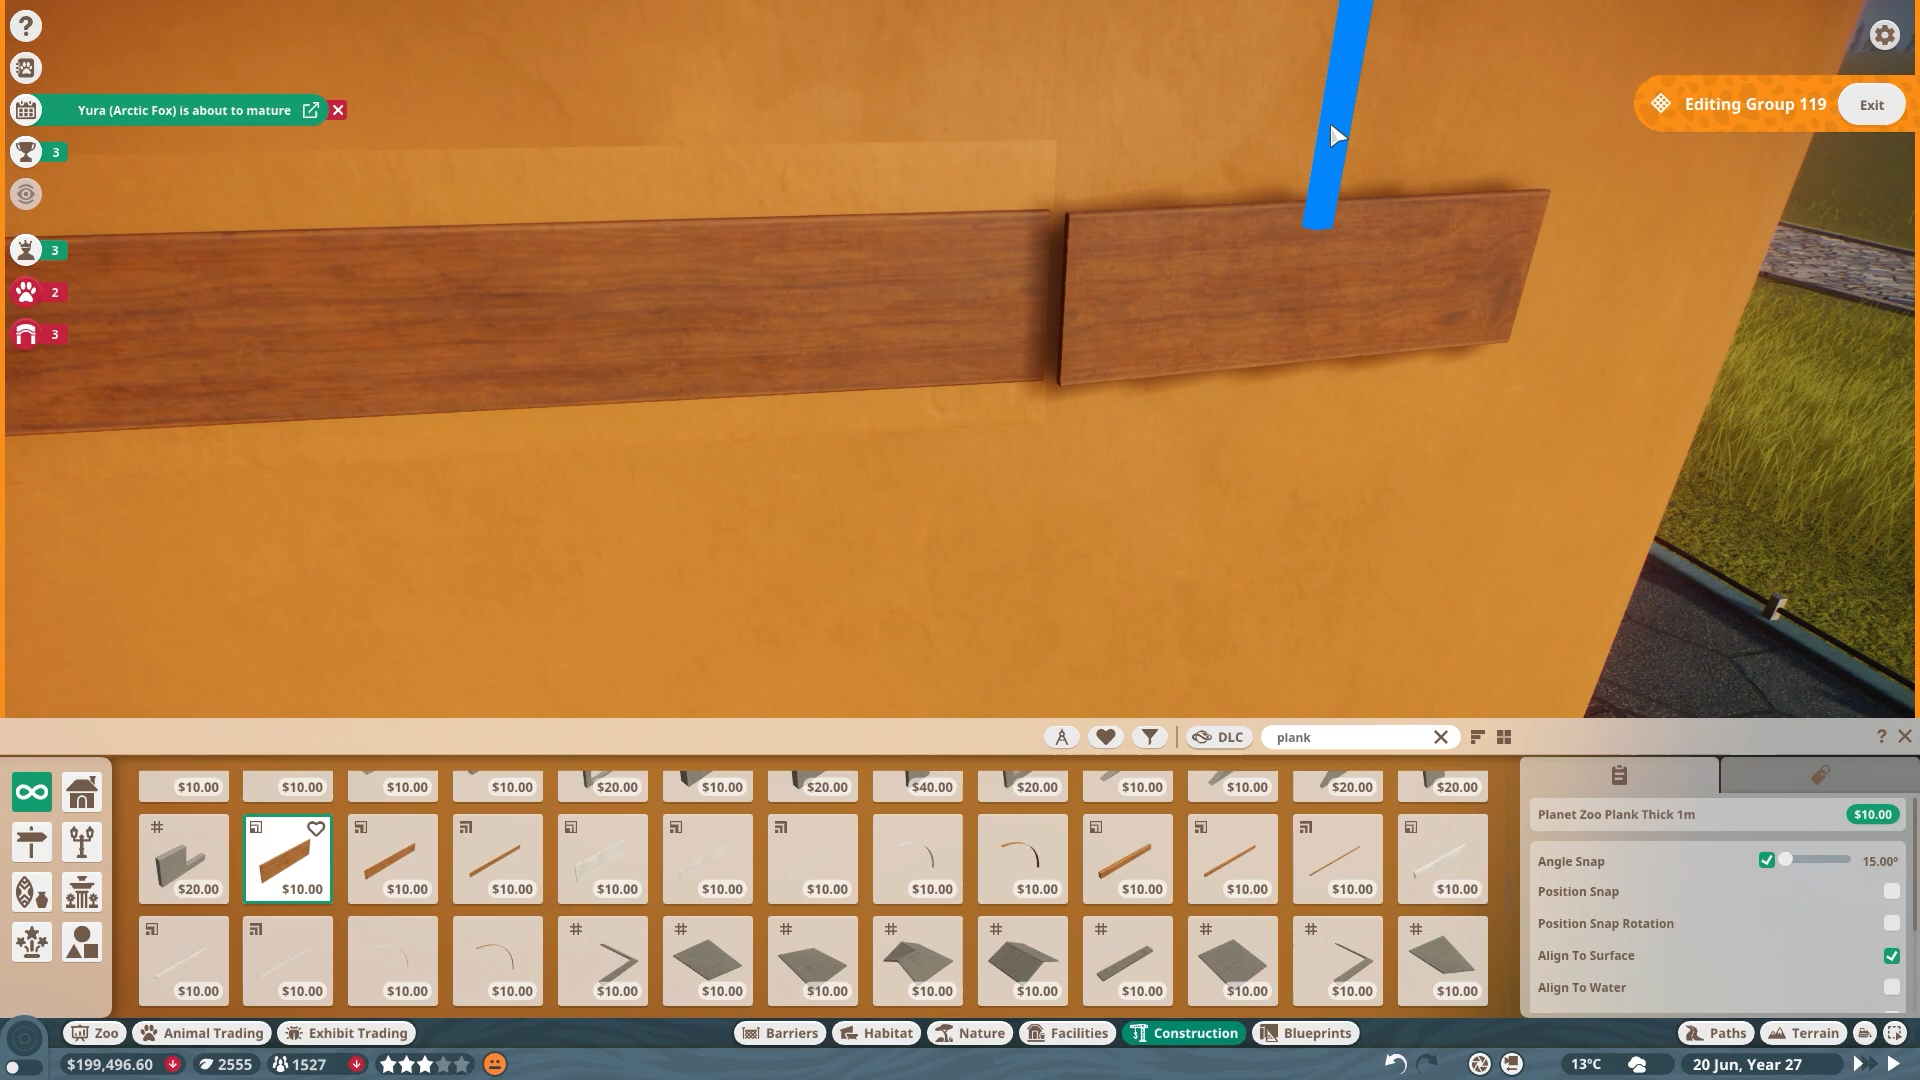 ?
Yura (Arctic Fox) is about to mature
3
3
2
3
Editing Group 119
Exit
DLC
plank
?
$10.00 $10.00 $10.00 $10.00 $20.00 $10.00 $20.00 $40.00 $20.00 $10.00 $10.00 $20.00 $20.00
$20.00 $10.00 $10.00 $10.00 $10.00 $10.00 $10.00 $10.00 $10.00 $10.00 $10.00 $10.00 $10.00
$10.00 $10.00 $10.00 $10.00 $10.00 $10.00 $10.00 $10.00 $10.00 $10.00 $10.00 $10.00 $10.00
Planet Zoo Plank Thick 1m $10.00
Angle Snap 15.00°
Position Snap
Position Snap Rotation
Align To Surface
Align To Water
Zoo Animal Trading Exhibit Trading Barriers Habitat Nature Facilities Construction Blueprints Paths Terrain
$199,496.60 2555 1527 13°C 20 Jun, Year 27